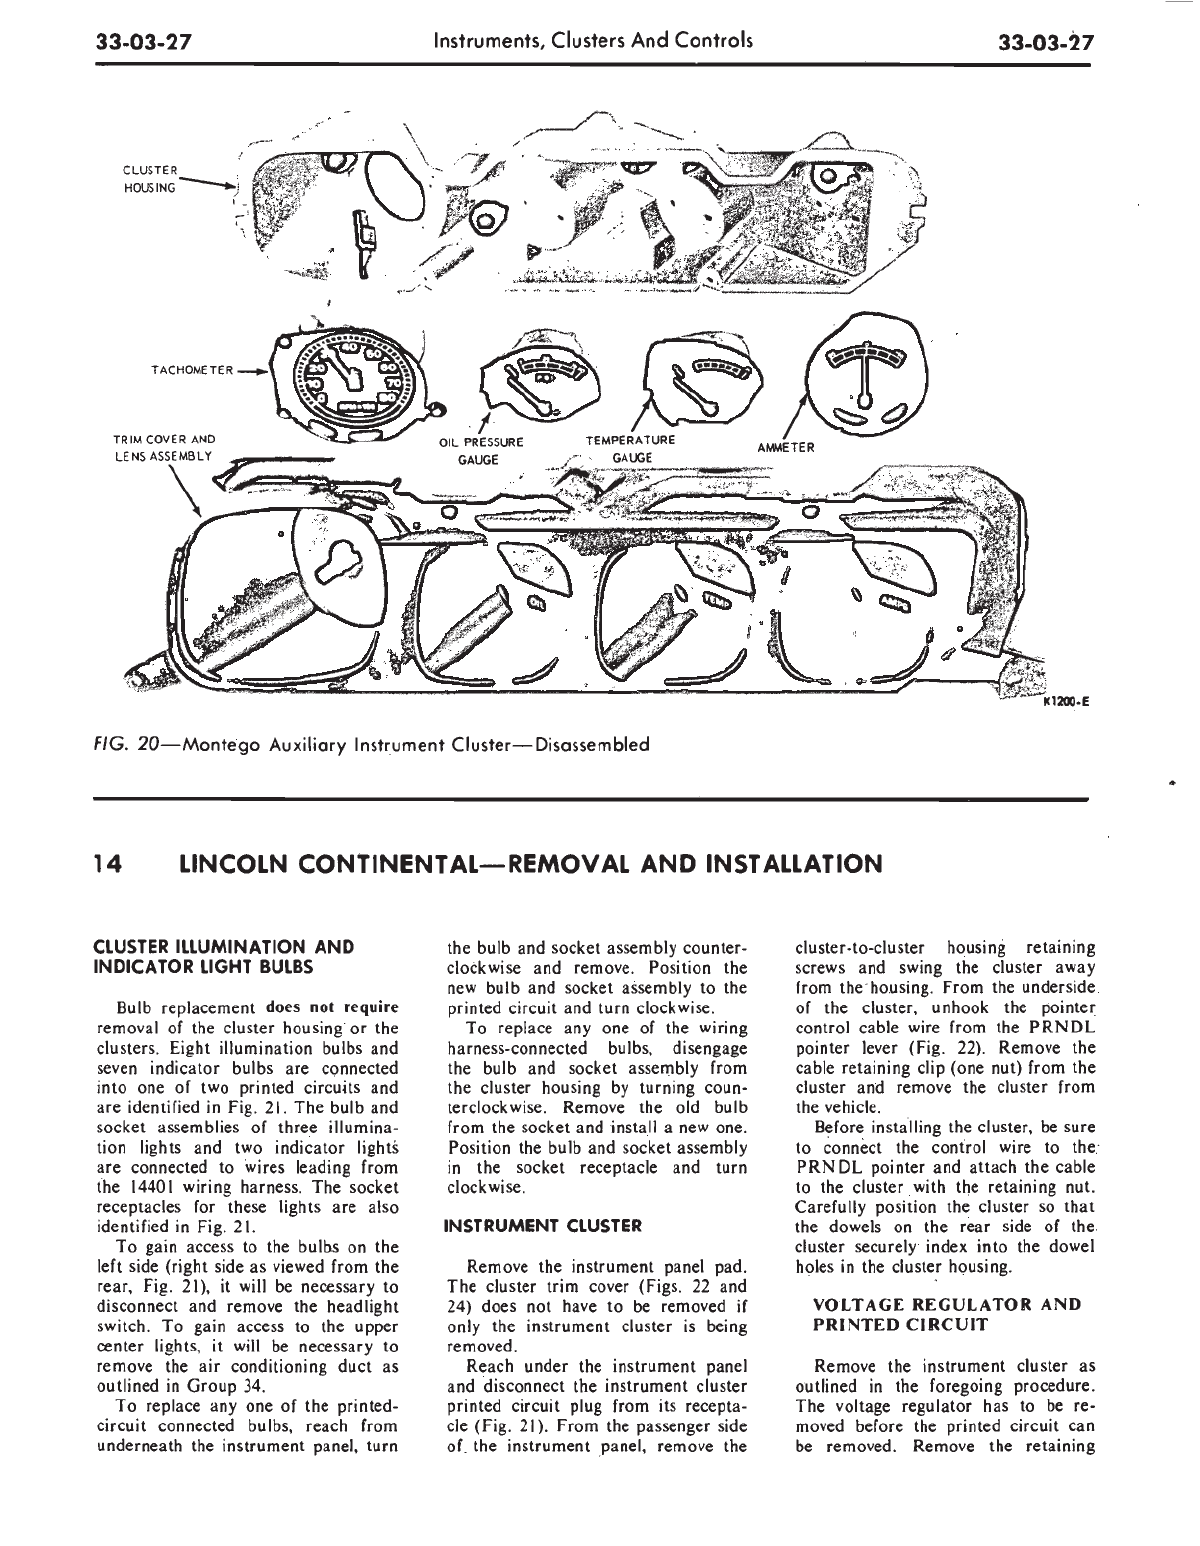 33-03-27
Instruments, Clusters And Controls
33-03-27
CLUSTER
HOUSING
TACHOMETER
TRIM COVER AND
LENS ASSEMBLY
OIL PRESSURE
GAUGE
TEMPERATURE
GAUGE
AMMETER
K1200-E
FIG. 20—Montego Auxiliary Instrument Cluster—Disassembled
14 LINCOLN CONTINENTAL—REMOVAL AND INSTALLATION
CLUSTER ILLUMINATION AND
INDICATOR LIGHT BULBS
Bulb replacement does not require
removal of the cluster housing or the
clusters. Eight illumination bulbs and
seven indicator bulbs are connected
into one of two printed circuits and
are identified in Fig. 21. The bulb and
socket assemblies of three illumina-
tion lights and two indicator lights
are connected to wires leading from
the 14401 wiring harness. The socket
receptacles for these lights are also
identified in Fig. 21.
To gain access to the bulbs on the
left side (right side as viewed from the
rear, Fig. 21), it will be necessary to
disconnect and remove the headlight
switch. To gain access to the upper
center lights, it will be necessary to
remove the air conditioning duct as
outlined in Group 34.
To replace any one of the printed-
circuit connected bulbs, reach from
underneath the instrument panel, turn
the bulb and socket assembly counter-
clockwise and remove. Position the
new bulb and socket assembly to the
printed circuit and turn clockwise.
To replace any one of the wiring
harness-connected bulbs, disengage
the bulb and socket assembly from
the cluster housing by turning coun-
terclockwise. Remove the old bulb
from the socket and install a new one.
Position the bulb and socket assembly
in the socket receptacle and turn
clockwise.
INSTRUMENT CLUSTER
Remove the instrument panel pad.
The cluster trim cover (Figs. 22 and
24) does not have to be removed if
only the instrument cluster is being
removed.
Reach under the instrument panel
and disconnect the instrument cluster
printed circuit plug from its recepta-
cle (Fig. 21). From the passenger side
of the instrument panel, remove the
cluster-to-cluster housing retaining
screws and swing the cluster away
from the housing. From the underside
of the cluster, unhook the pointer
control cable wire from the PRNDL
pointer lever (Fig. 22). Remove the
cable retaining clip (one nut) from the
cluster and remove the cluster from
the vehicle.
Before installing the cluster, be sure
to connect the control wire to the
PRNDL pointer and attach the cable
to the cluster with the retaining nut.
Carefully position the cluster so that
the dowels on the rear side of the
cluster securely index into the dowel
holes in the cluster housing.
VOLTAGE REGULATOR AND
PRINTED CIRCUIT
Remove the instrument cluster as
outlined in the foregoing procedure.
The voltage regulator has to be re-
moved before the printed circuit can
be removed. Remove the retaining